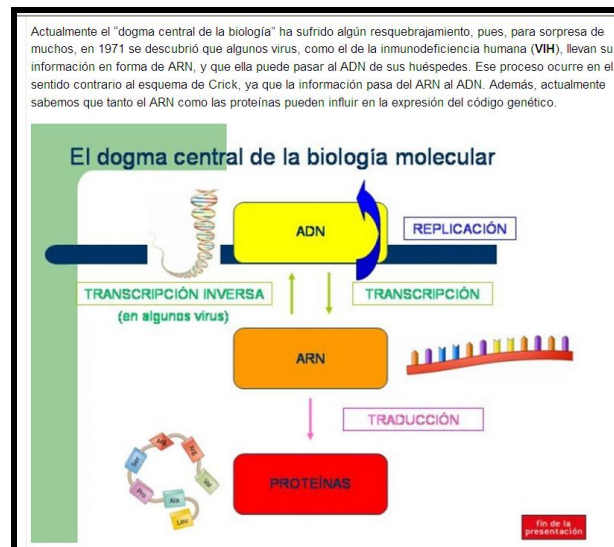 Actualmente el “dogma central de la biología” ha sufrido algún resquebrajamiento, pues, para sorpresa de
muchos, en 1971 se descubrió que algunos virus, como el de la inmunodeficiencia humana (VIH), llevan su
información en forma de ARN, y que ella puede pasar al ADN de sus huéspedes. Ese proceso ocurre en el
sentido contrario al esquema de Crick, ya que la información pasa del ARN al ADN. Además, actualmente
sabemos que tanto el ARN como las proteínas pueden influir en la expresión del código genético.
El dogma central de la biología molecular
ADN
REPLICACIÓN
TRANSCRIPCIÓN INVERSA
(en algunos virus)
TRANSCRIPCIÓN
ARN
TRADUCCIÓN
PROTEÍNAS
Arg
Ser
Val
Pro
Ala
Leu
fin de la
presentación